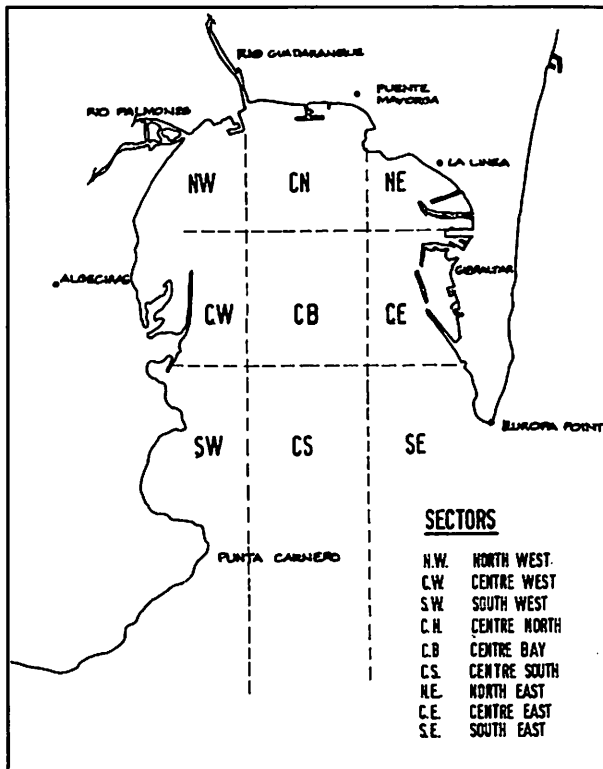 RIO GUADARANQUE
PUENTE
MAYORGA
RIO PALMONES
LA LINEA
NW CN NE
ALGECIRAS
GIBRALTAR
CW CB CE
EUROPA POINT
SW CS SE
PUNTA CARNERO
SECTORS
N.W. NORTH WEST.
C.W. CENTRE WEST
S.W. SOUTH WEST
C.N. CENTRE NORTH
C.B CENTRE BAY
C.S. CENTRE SOUTH
N.E. NORTH EAST
C.E. CENTRE EAST
S.E. SOUTH EAST